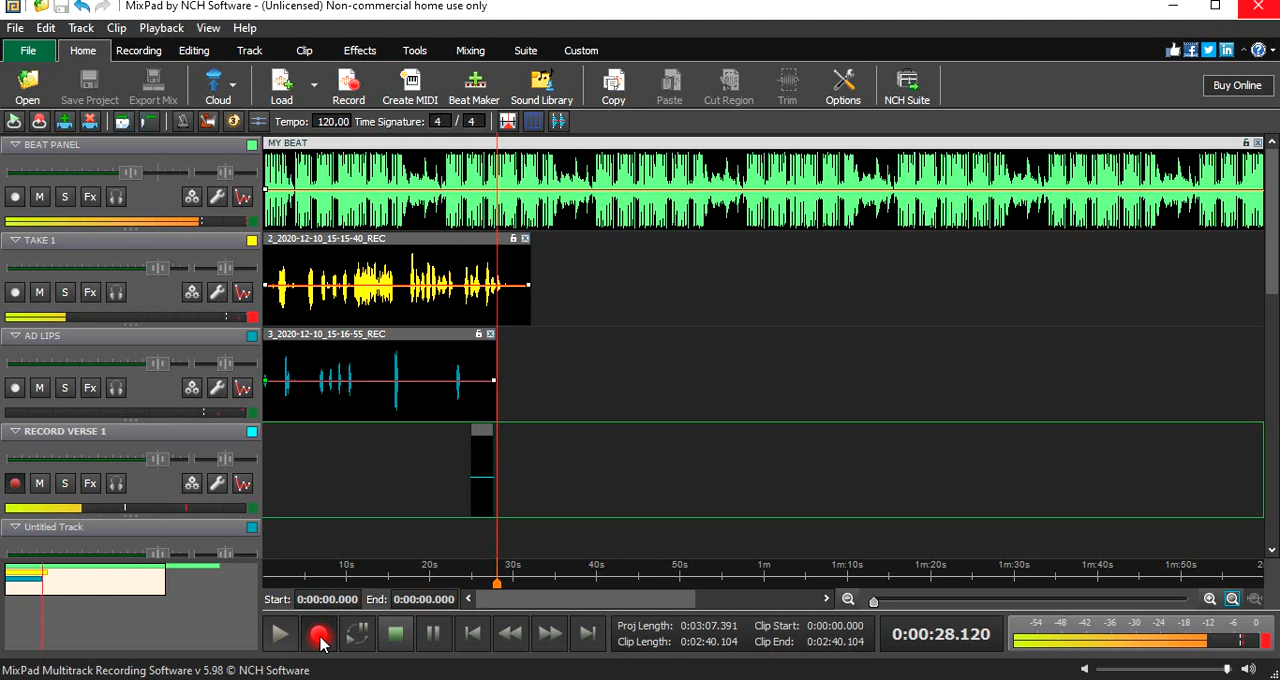 MixPad by NCH Software - (Unlicensed) Non-commercial home use only
File Edit Track Clip Playback View Help
File Home Recording Editing Track Clip Effects Tools Mixing Suite Custom
Open Save Project Export Mix Cloud Load Record Create MIDI Beat Maker Sound Library Copy Paste Cut Region Trim Options NCH Suite Buy Online
Tempo: 120,00 Time Signature: 4 / 4
BEAT PANEL
MY BEAT
M S Fx
TAKE 1
2_2020-12-10_15-15-40_REC
M S Fx
AD LIPS
3_2020-12-10_15-16-55_REC
M S Fx
RECORD VERSE 1
M S Fx
Untitled Track
10s 20s 30s 40s 50s 1m 1m:10s 1m:20s 1m:30s 1m:40s 1m:50s
Start: 0:00:00.000 End: 0:00:00.000
Proj Length: 0:03:07.391 Clip Start: 0:00:00.000
Clip Length: 0:02:40.104 Clip End: 0:02:40.104
0:00:28.120
-54 -48 -42 -36 -30 -24 -18 -12 -6 0
MixPad Multitrack Recording Software v 5.98 © NCH Software